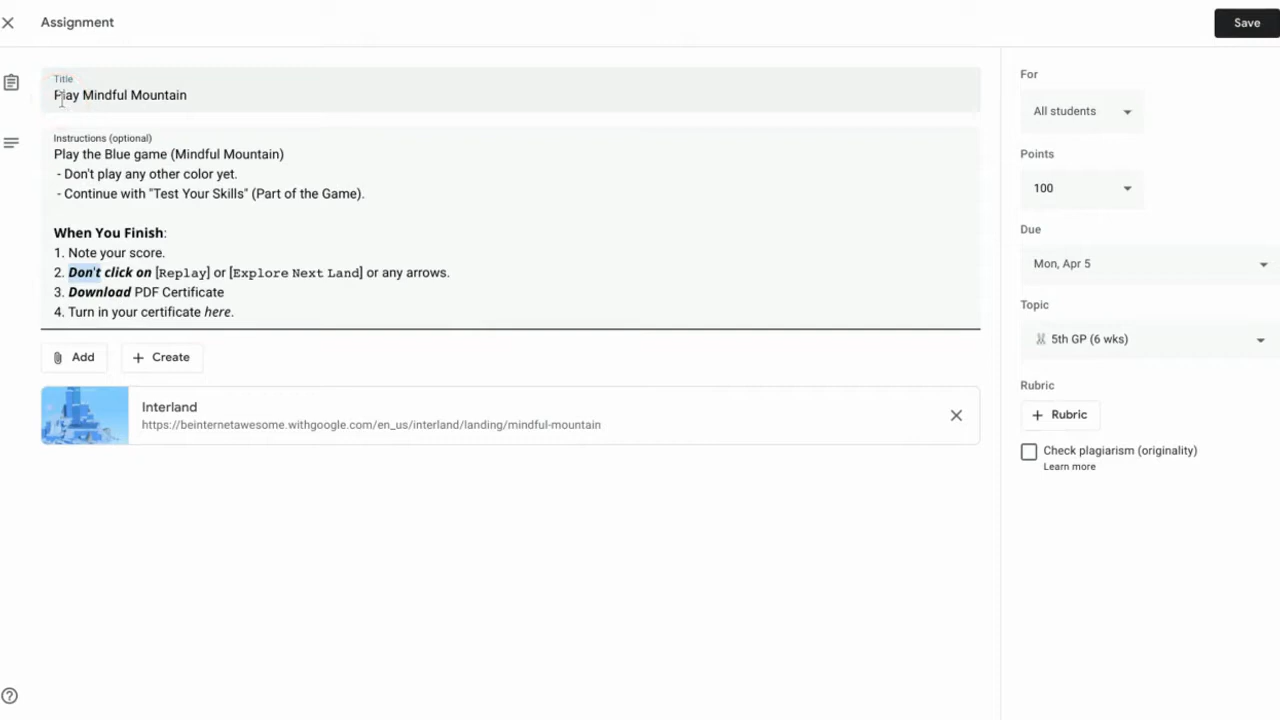 Assignment
Save
Title
Play Mindful Mountain
Instructions (optional)
Play the Blue game (Mindful Mountain)
- Don't play any other color yet.
- Continue with "Test Your Skills" (Part of the Game).
When You Finish:
1. Note your score.
2. Don't click on [Replay] or [Explore Next Land] or any arrows.
3. Download PDF Certificate
4. Turn in your certificate here.
Add
Create
Interland
https://beinternetawesome.withgoogle.com/en_us/interland/landing/mindful-mountain
For
All students
Points
100
Due
Mon, Apr 5
Topic
5th GP (6 wks)
Rubric
Rubric
Check plagiarism (originality)
Learn more